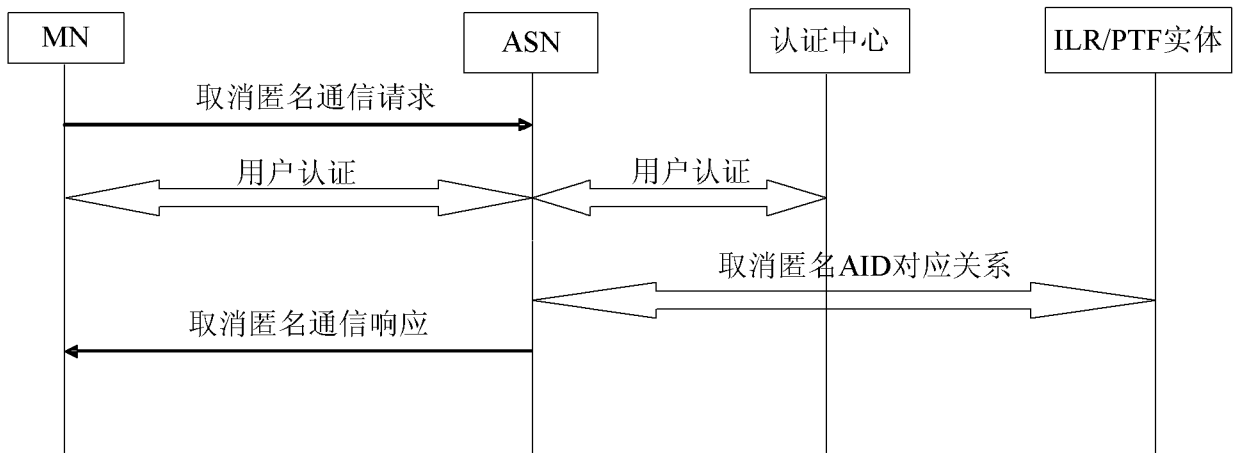 MN
ASN
认证中心
ILR/PTF实体
取消匿名通信请求
用户认证
用户认证
取消匿名AID对应关系
取消匿名通信响应